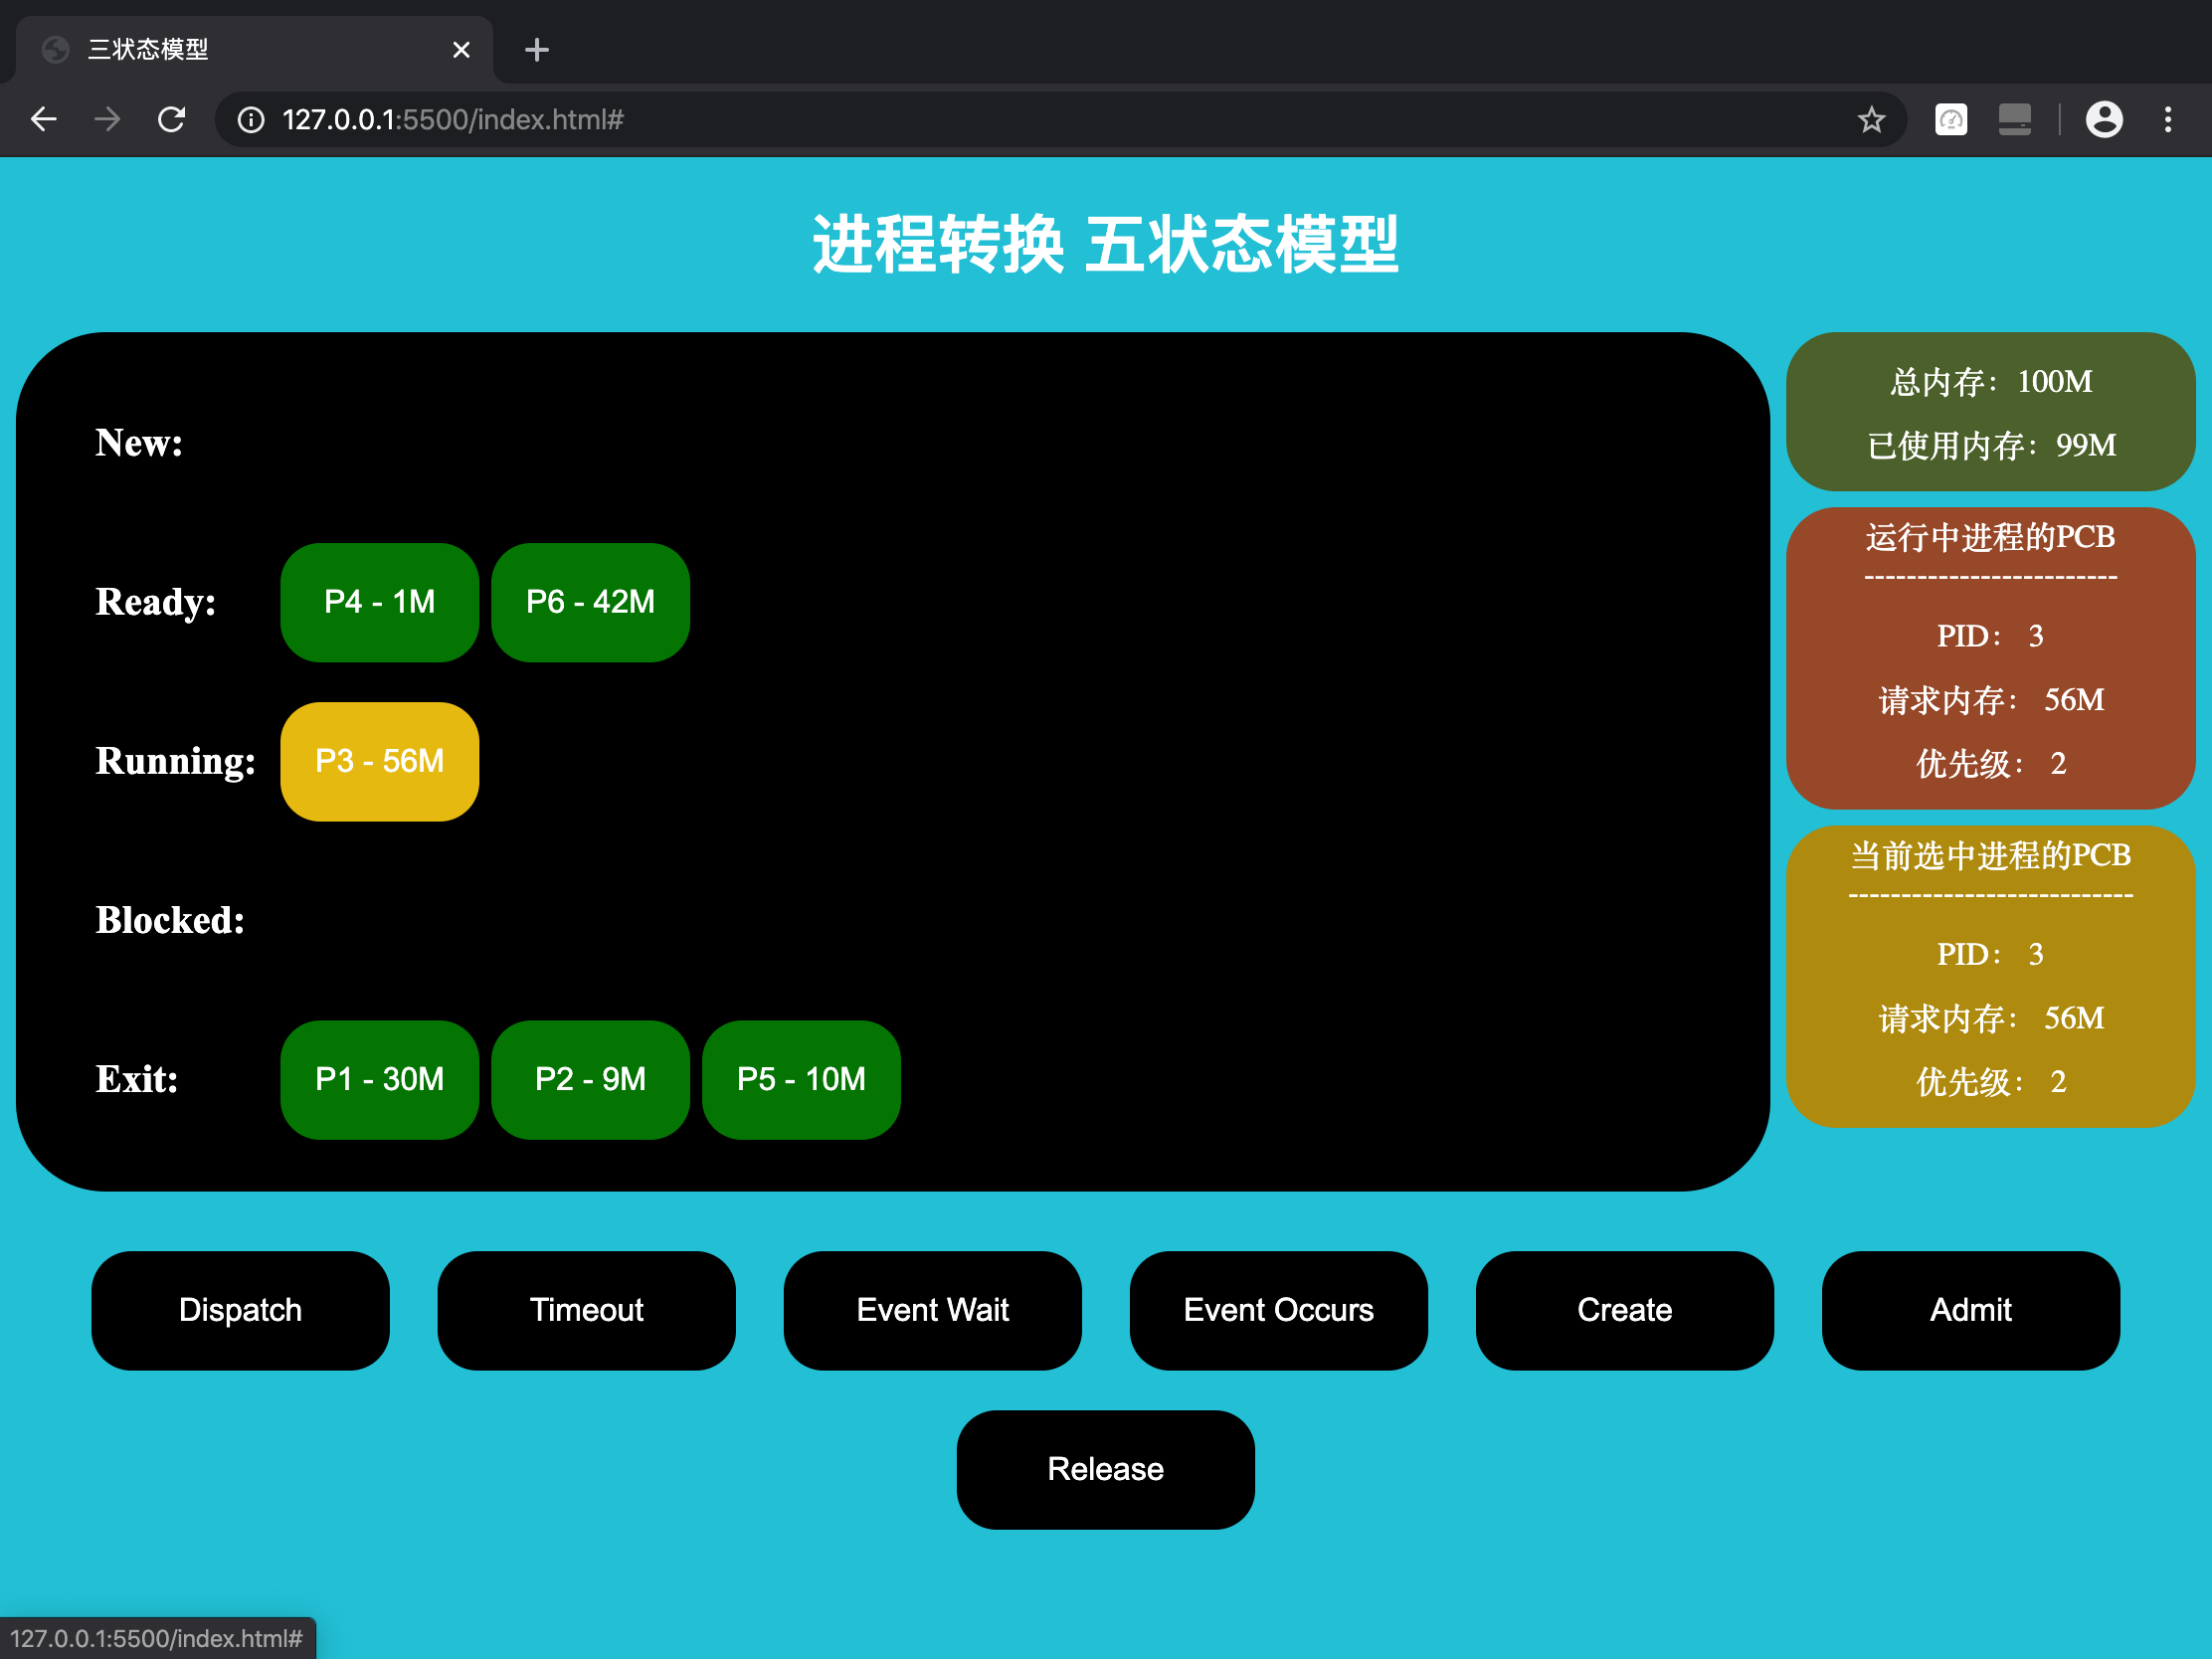 三状态模型
127.0.0.1:5500/index.html#
进程转换 五状态模型
New:
Ready: P4 - 1M P6 - 42M
Running: P3 - 56M
Blocked:
Exit: P1 - 30M P2 - 9M P5 - 10M
总内存：100M
已使用内存：99M
运行中进程的PCB
------------------------
PID： 3
请求内存： 56M
优先级： 2
当前选中进程的PCB
---------------------------
PID： 3
请求内存： 56M
优先级： 2
Dispatch Timeout Event Wait Event Occurs Create Admit
Release
127.0.0.1:5500/index.html#